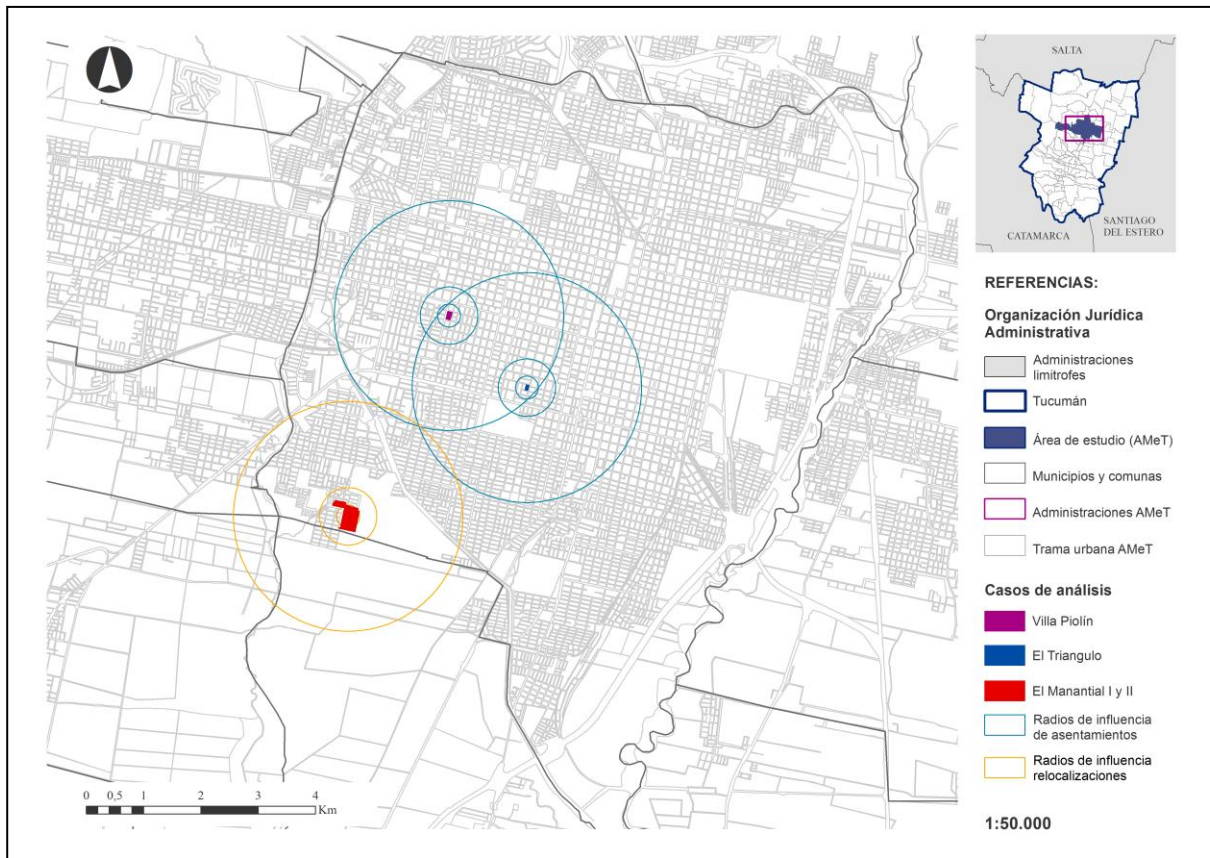 SALTA
SANTIAGO
DEL ESTERO
CATAMARCA
REFERENCIAS:
Organización Jurídica
Administrativa
Administraciones
limitrofes
Tucumán
Área de estudio (AMeT)
Municipios y comunas
Administraciones AMeT
Trama urbana AMeT
Casos de análisis
Villa Piolín
El Triangulo
El Manantial I y II
Radios de influencia
de asentamientos
Radios de influencia
relocalizaciones
1:50.000
0 0,5 1 2 3 4
Km